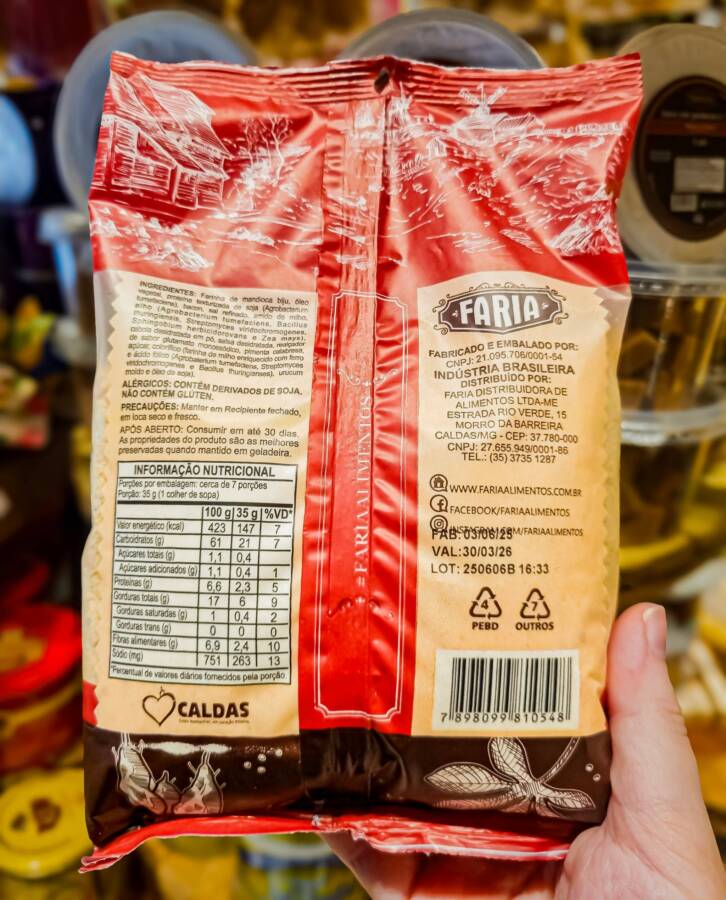 INGREDIENTES: Farinha de mandioca biju, óleo
vegetal, proteína texturizada de soja (Agrobacterium
tumefaciens), bacon, sal refinado, amido de milho,
milho (Agrobacterium tumefaciens, Bacillus
thuringiensis, Streptomyces viridochromogenes,
Sphingobium herbicidorovans e Zea mays),
cebola desidratada em pó, salsa desidratada, realçador
de sabor glutamato monossódico, pimenta calabresa,
açúcar, colorífico (farinha de milho enriquecido com ferro
e ácido fólico (Agrobacterium tumefaciens, Streptomyces
viridochromogenes e Bacillus thuringiensis), urucum
moído e óleo de soja).
ALÉRGICOS: CONTÉM DERIVADOS DE SOJA.
NÃO CONTÉM GLÚTEN.
PRECAUÇÕES: Manter em Recipiente fechado,
em loca seco e fresco.
APÓS ABERTO: Consumir em até 30 dias.
As propriedades do produto são as melhores
preservadas quando mantido em geladeira.
INFORMAÇÃO NUTRICIONAL
Porções por embalagem: cerca de 7 porções
Porção: 35 g (1 colher de sopa)
100 g 35 g %VD*
Valor energético (kcal) 423 147 7
Carboidratos (g) 61 21 7
Açúcares totais (g) 1,1 0,4
Açúcares adicionados (g) 1,1 0,4 1
Proteínas (g) 6,6 2,3 5
Gorduras totais (g) 17 6 9
Gorduras saturadas (g) 1 0,4 2
Gorduras trans (g) 0 0 0
Fibras alimentares (g) 6,9 2,4 10
Sódio (mg) 751 263 13
*Percentual de valores diários fornecidos pela porção
CALDAS
FARIA ALIMENTOS
FARIA
FABRICADO E EMBALADO POR:
CNPJ: 21.095.706/0001-54
INDÚSTRIA BRASILEIRA
DISTRIBUÍDO POR:
FARIA DISTRIBUIDORA DE
ALIMENTOS LTDA-ME
ESTRADA RIO VERDE, 15
MORRO DA BARREIRA
CALDAS/MG - CEP: 37.780-000
CNPJ: 27.655.949/0001-86
TEL.: (35) 3735 1287
WWW.FARIAALIMENTOS.COM.BR
FACEBOOK/FARIAALIMENTOS
INSTAGRAM.COM/FARIAALIMENTOS
FAB: 03/06/25
VAL:30/03/26
LOT: 250606B 16:33
4 7
PEBD OUTROS
7 898099 810548